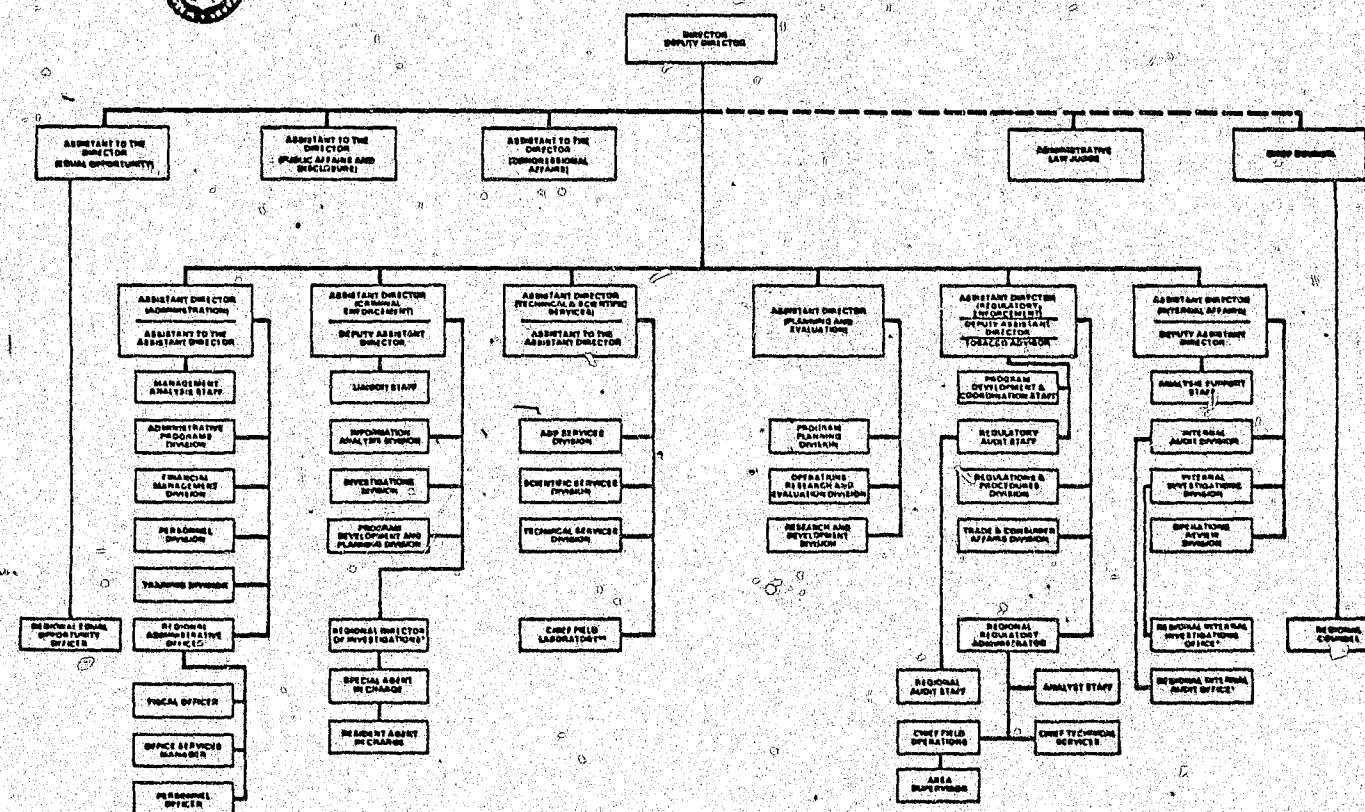 DIRECTOR
DEPUTY DIRECTOR
ASSISTANT TO THE
DIRECTOR
(EQUAL OPPORTUNITY)
ASSISTANT TO THE
DIRECTOR
(PUBLIC AFFAIRS AND
DISCLOSURE)
ASSISTANT TO THE
DIRECTOR
(CONGRESSIONAL
AFFAIRS)
ADMINISTRATIVE
LAW JUDGE
CHIEF COUNSEL
ASSISTANT DIRECTOR
(ADMINISTRATION)
ASSISTANT TO THE
ASSISTANT DIRECTOR
ASSISTANT DIRECTOR
(CRIMINAL
ENFORCEMENT)
DEPUTY ASSISTANT
DIRECTOR
ASSISTANT DIRECTOR
(TECHNICAL & SCIENTIFIC
SERVICES)
ASSISTANT TO THE
ASSISTANT DIRECTOR
ASSISTANT DIRECTOR
(PLANNING AND
EVALUATION)
ASSISTANT DIRECTOR
(REGULATORY
ENFORCEMENT)
DEPUTY ASSISTANT
DIRECTOR
TOBACCO ADVISOR
ASSISTANT DIRECTOR
(INTERNAL AFFAIRS)
DEPUTY ASSISTANT
DIRECTOR
MANAGEMENT
ANALYSIS STAFF
LIAISON STAFF
PROGRAM
DEVELOPMENT &
COORDINATION STAFF
ANALYSIS SUPPORT
STAFF
ADMINISTRATIVE
PROGRAMS
DIVISION
INFORMATION
ANALYSIS DIVISION
ADP SERVICES
DIVISION
PROGRAM
PLANNING
DIVISION
REGULATORY
AUDIT STAFF
INTERNAL
AUDIT DIVISION
FINANCIAL
MANAGEMENT
DIVISION
INVESTIGATIONS
DIVISION
SCIENTIFIC SERVICES
DIVISION
OPERATIONS
RESEARCH AND
EVALUATION DIVISION
REGULATIONS &
PROCEDURES
DIVISION
INTERNAL
INVESTIGATIONS
DIVISION
PERSONNEL
DIVISION
PROGRAM
DEVELOPMENT AND
PLANNING DIVISION
TECHNICAL SERVICES
DIVISION
RESEARCH AND
DEVELOPMENT
DIVISION
TRADE & CONSUMER
AFFAIRS DIVISION
OPERATIONS
REVIEW
DIVISION
TRAINING DIVISION
REGIONAL EQUAL
OPPORTUNITY
OFFICER
REGIONAL
ADMINISTRATIVE
OFFICES
REGIONAL DIRECTOR
OF INVESTIGATIONS*
CHIEF FIELD
LABORATORY**
REGIONAL
REGULATORY
ADMINISTRATOR
REGIONAL INTERNAL
INVESTIGATIONS
OFFICE*
REGIONAL
COUNSEL
FISCAL OFFICER
SPECIAL AGENT
IN CHARGE
REGIONAL
AUDIT STAFF
ANALYST STAFF
REGIONAL INTERNAL
AUDIT OFFICE*
OFFICE SERVICES
MANAGER
RESIDENT AGENT
IN CHARGE
CHIEF FIELD
OPERATIONS
CHIEF TECHNICAL
SERVICES
PERSONNEL
OFFICER
AREA
SUPERVISOR